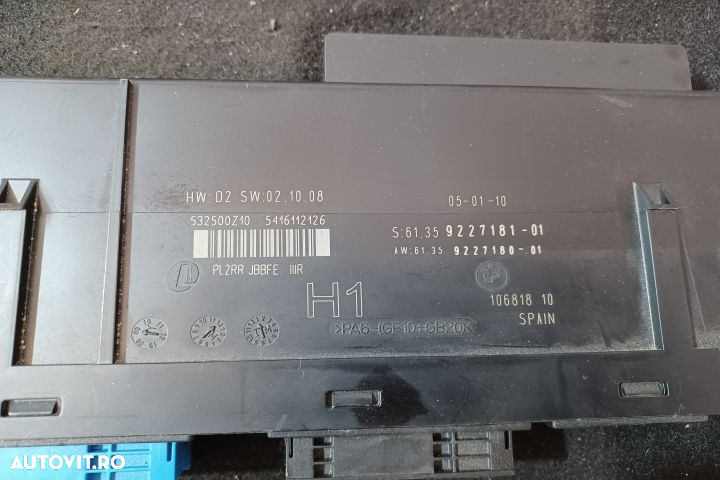 HW: D2 SW:02.10.08
05-01-10
532500Z10 5416112126
S:61.35 9227181-01
AW:61.35 9227180-01
PL2RR JBBFE IIIR
H1
106818 10
SPAIN
>PA6-(GF10+GB20)<
AUTOVIT.RO